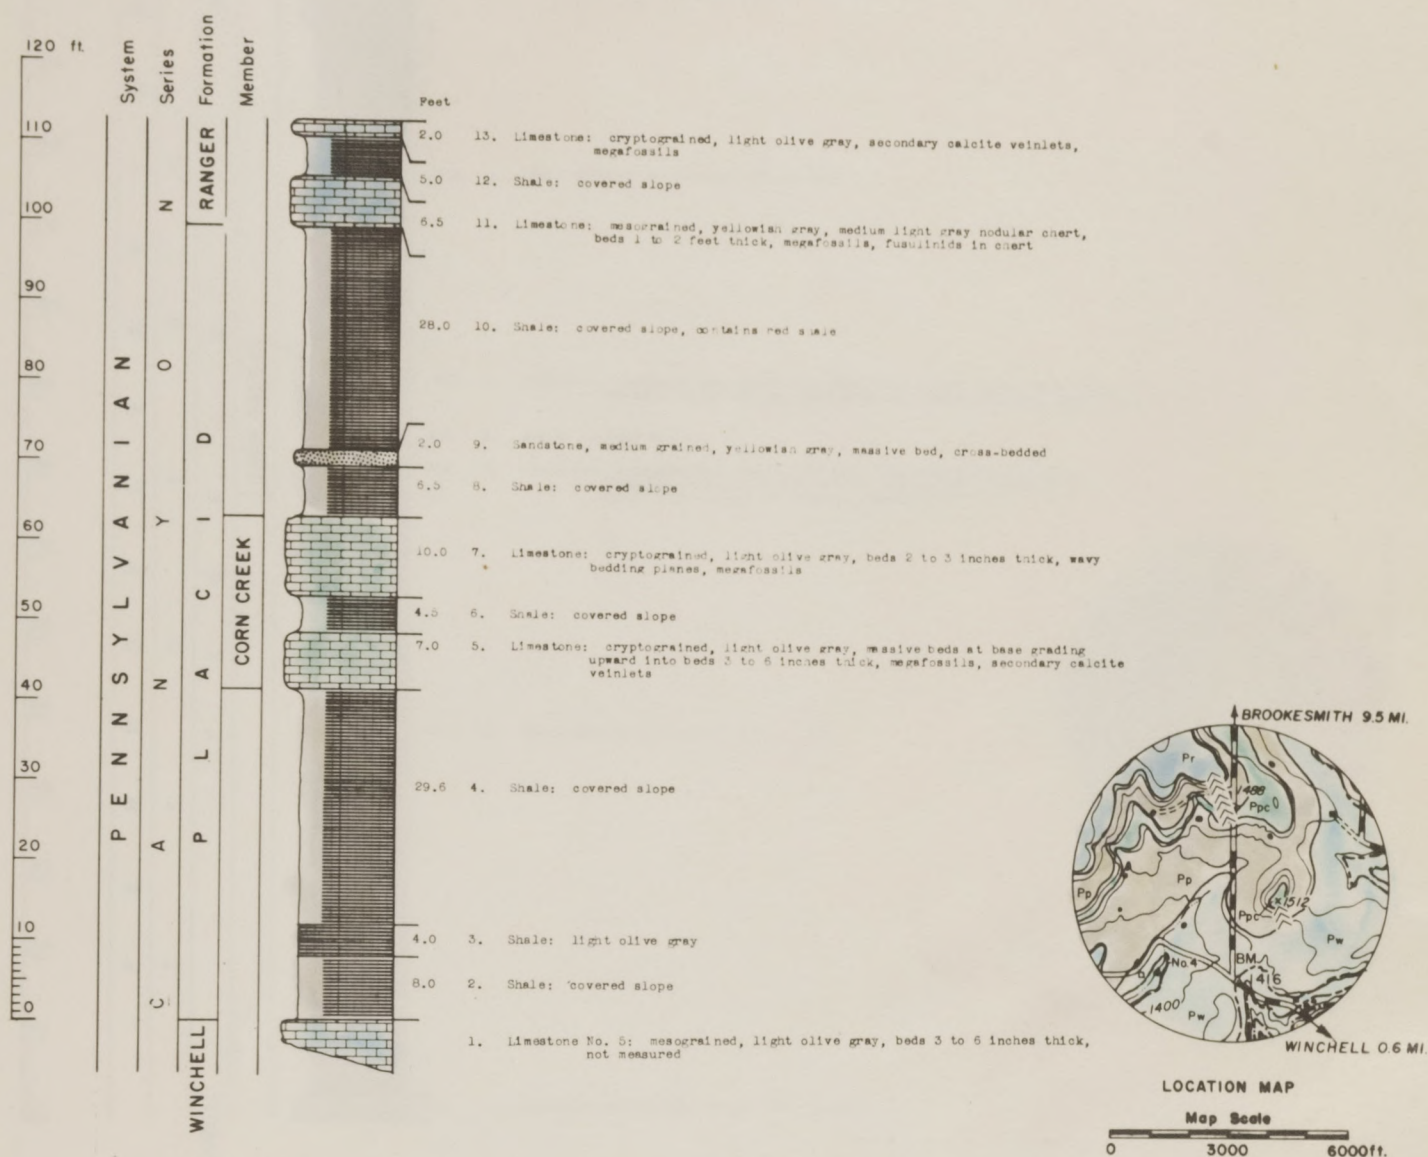 120 ft.
110
100
90
80
70
60
50
40
30
20
10
0
System
Series
Formation
Member
PENNSYLVANIAN
CANYON
RANGER
PLACID
WINCHELL
CORN CREEK
Feet
2.0 13. Limestone: cryptograined, light olive gray, secondary calcite veinlets,
megafossils
5.0 12. Shale: covered slope
6.5 11. Limestone: mesograined, yellowish gray, medium light gray nodular chert,
beds 1 to 2 feet thick, megafossils, fusulinids in chert
28.0 10. Shale: covered slope, contains red shale
2.0 9. Sandstone, medium grained, yellowish gray, massive bed, cross-bedded
6.5 8. Shale: covered slope
10.0 7. Limestone: cryptograined, light olive gray, beds 2 to 3 inches thick, wavy
bedding planes, megafossils
4.5 6. Shale: covered slope
7.0 5. Limestone: cryptograined, light olive gray, massive beds at base grading
upward into beds 3 to 6 inches thick, megafossils, secondary calcite
veinlets
29.6 4. Shale: covered slope
4.0 3. Shale: light olive gray
8.0 2. Shale: covered slope
1. Limestone No. 5: mesograined, light olive gray, beds 3 to 6 inches thick,
not measured
BROOKESMITH 9.5 MI.
Pr
1488
Ppc
Pp
Pp
×1512
Ppc
Pw
No.4
BM
1416
1400
Pw
WINCHELL 0.6 MI.
LOCATION MAP
Map Scale
0 3000 6000ft.